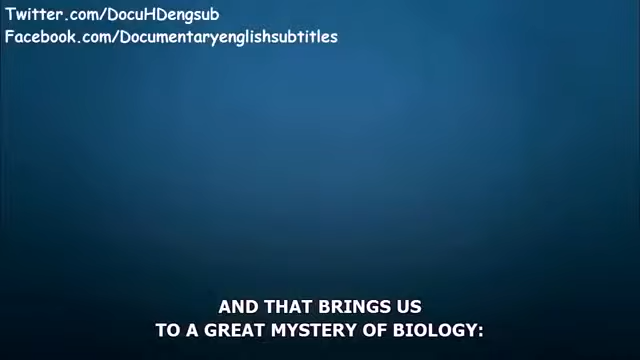 Twitter.com/DocuHDengsub
Facebook.com/Documentaryenglishsubtitles
AND THAT BRINGS US
TO A GREAT MYSTERY OF BIOLOGY: